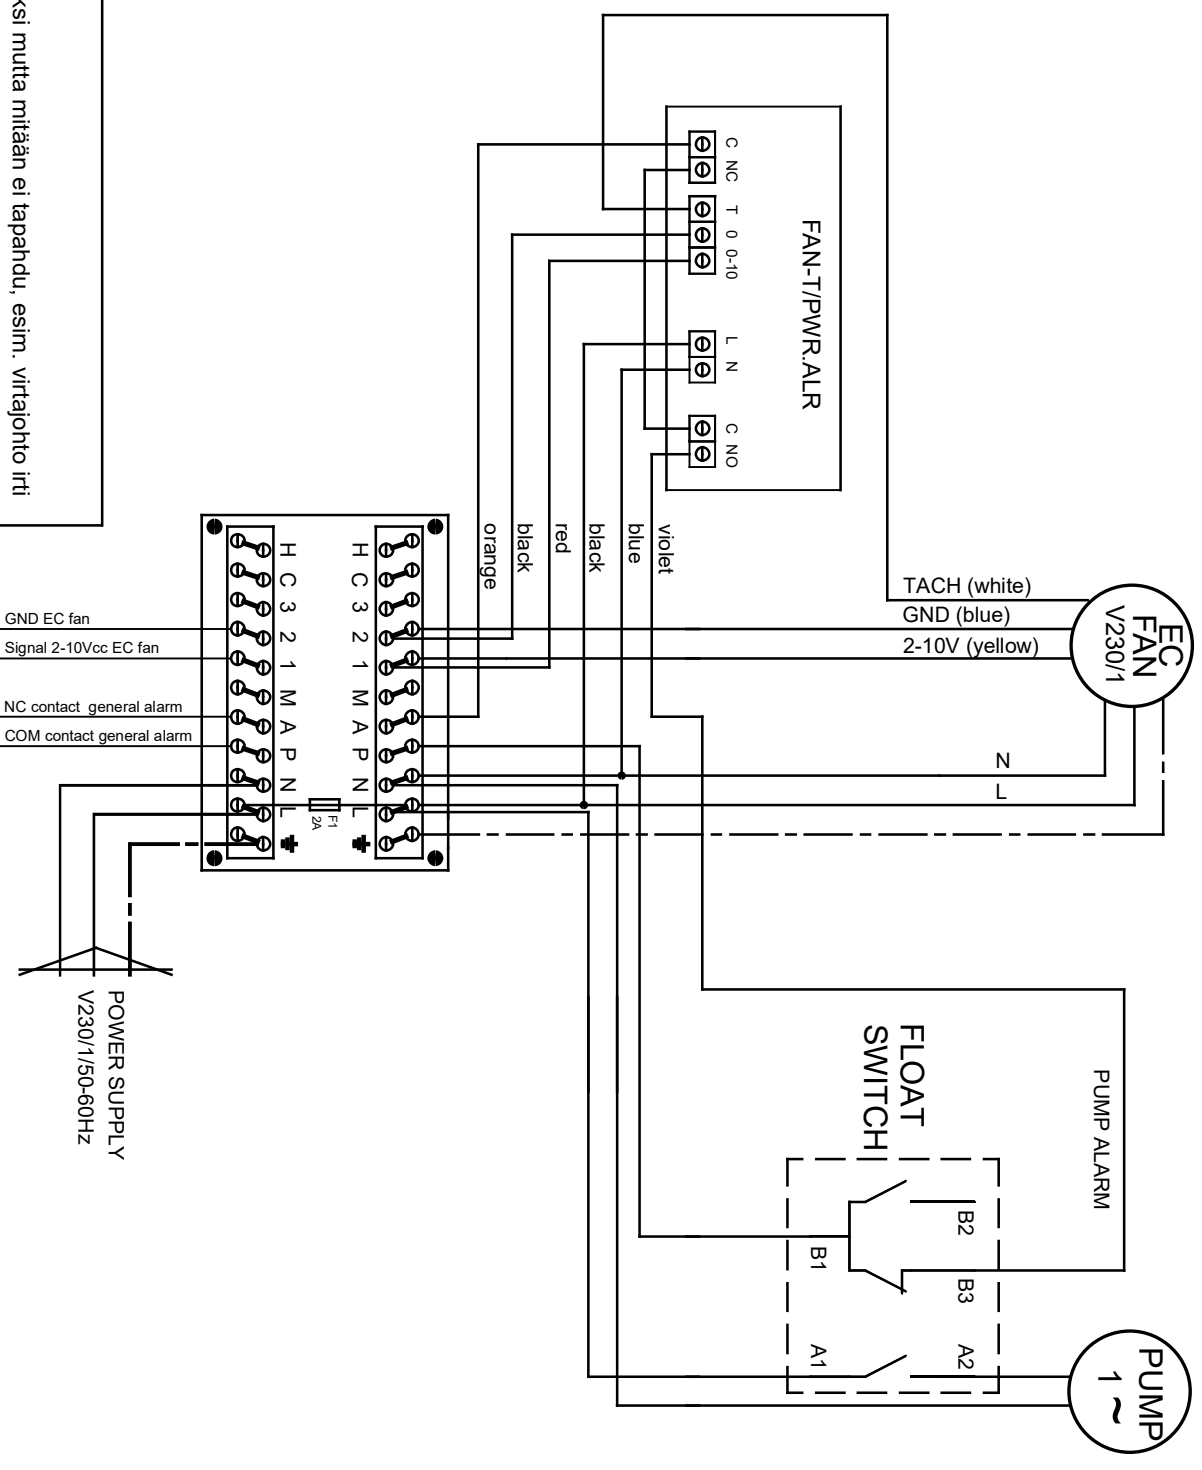 ksi mutta mitään ei tapahdu, esim. virtajohto irti
FAN-T/PWR.ALR
C
NC
T
0
0-10
L
N
C
NO
orange
black
red
black
blue
violet
TACH (white)
GND (blue)
2-10V (yellow)
EC
FAN
V230/1
N
L
H
C
3
2
1
M
A
P
N
L
H
C
3
2
1
M
A
P
N
L
F1
2A
GND EC fan
Signal 2-10Vcc EC fan
NC contact general alarm
COM contact general alarm
POWER SUPPLY
V230/1/50-60Hz
FLOAT
SWITCH
PUMP ALARM
B2
B1
B3
A1
A2
PUMP
1 ~